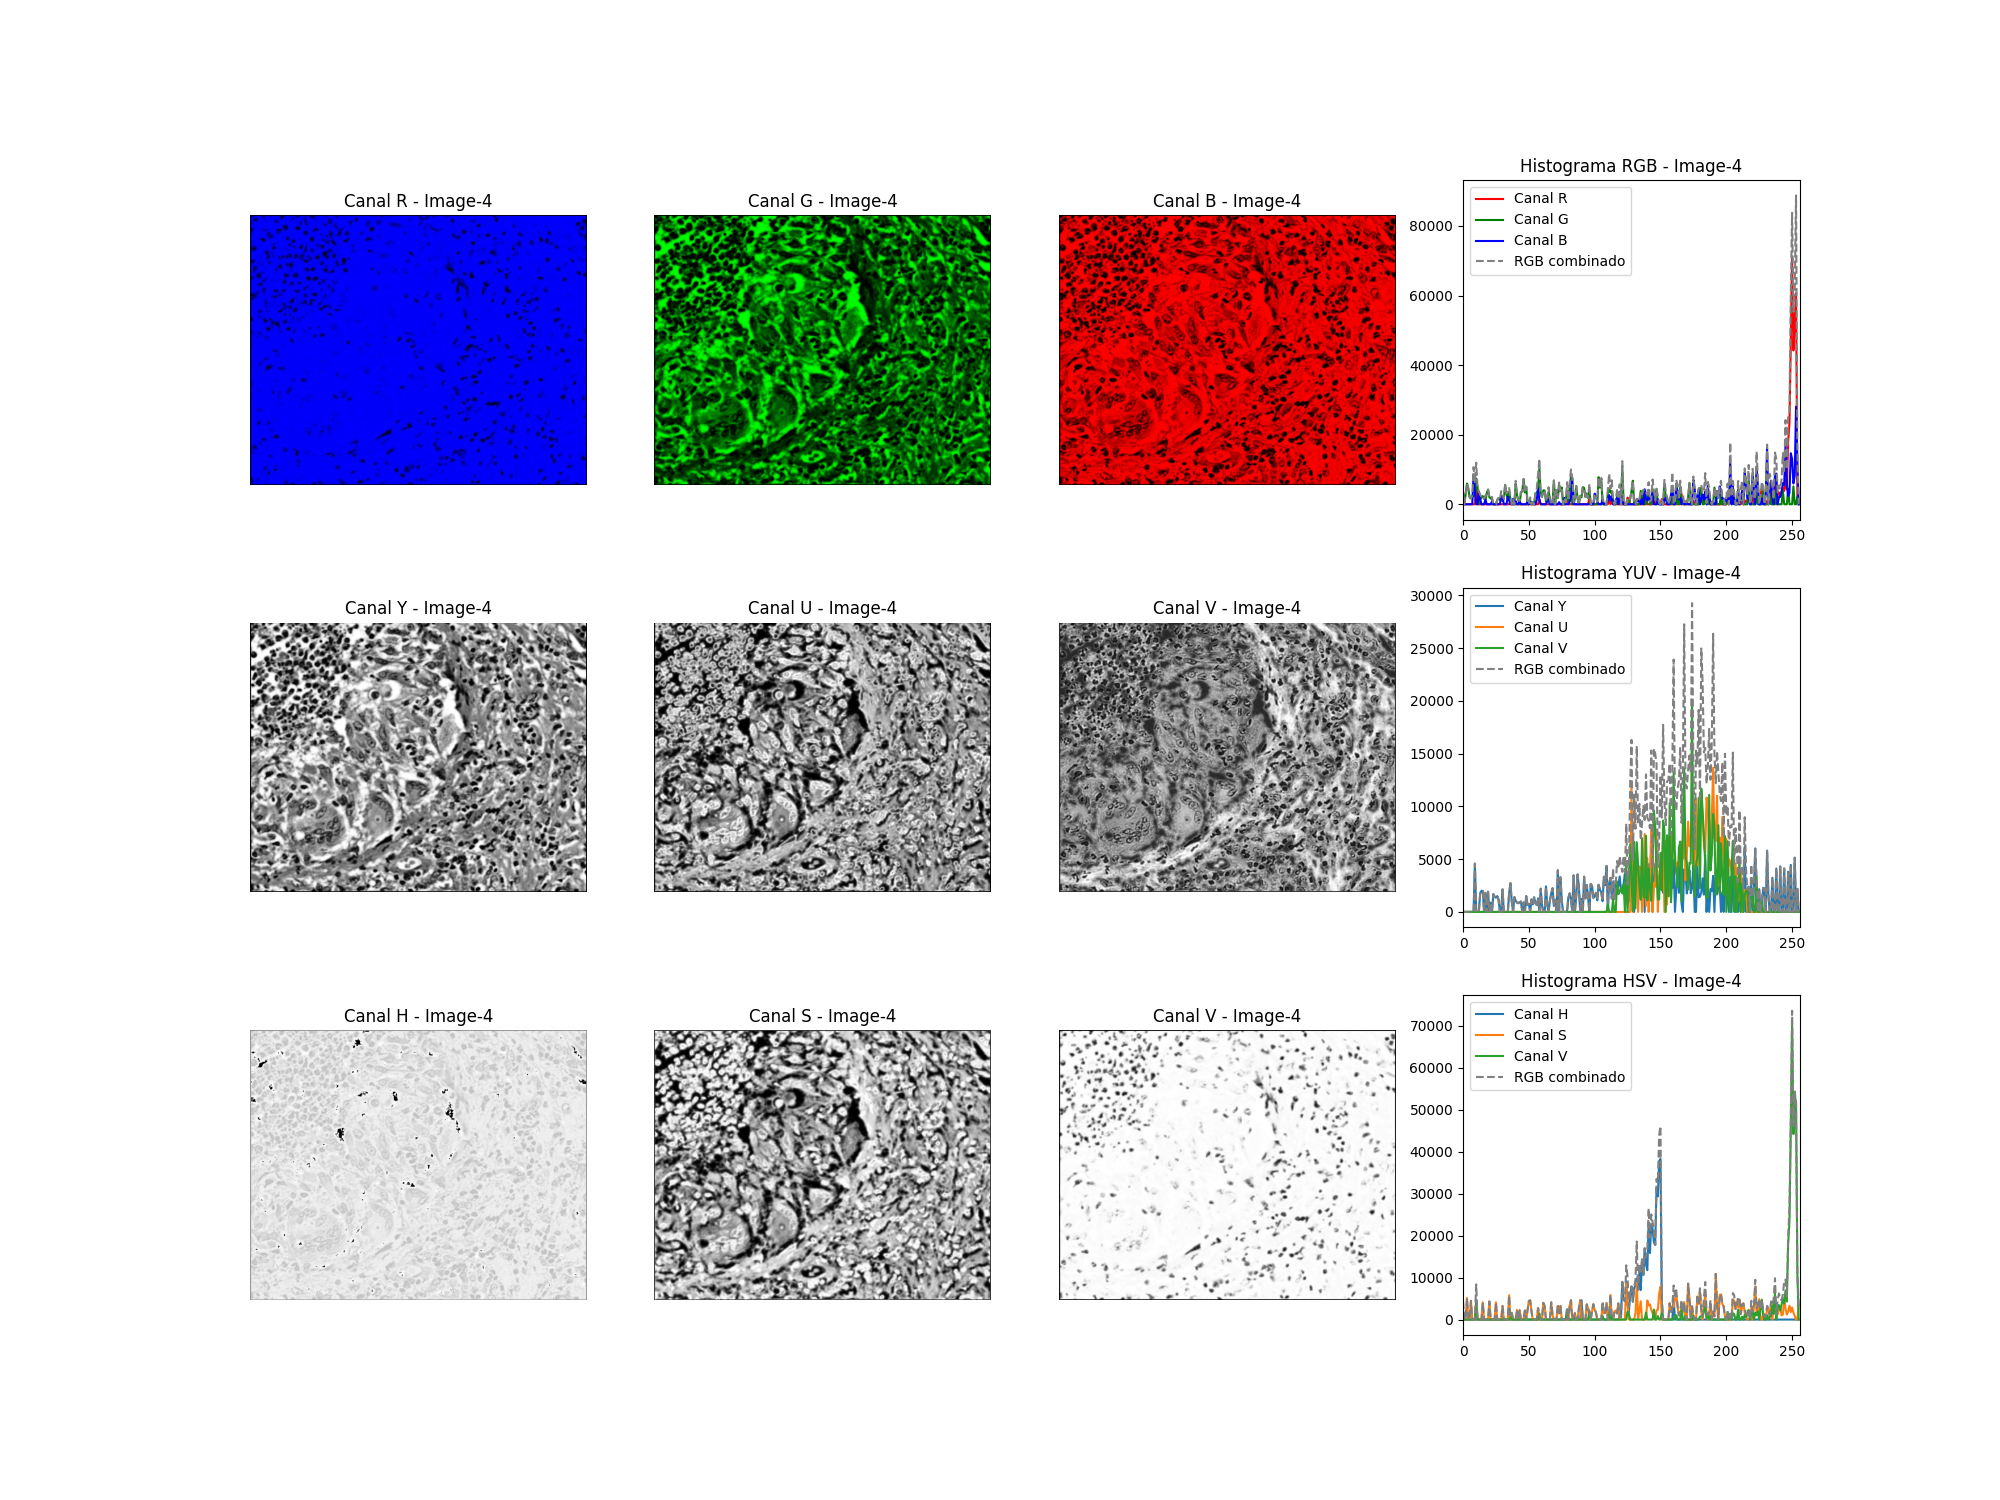 Canal R - Image-4
Canal G - Image-4
Canal B - Image-4
Histograma RGB - Image-4
Canal R
Canal G
Canal B
RGB combinado
80000
60000
40000
20000
0
0 50 100 150 200 250
Canal Y - Image-4
Canal U - Image-4
Canal V - Image-4
Histograma YUV - Image-4
Canal Y
Canal U
Canal V
RGB combinado
30000
25000
20000
15000
10000
5000
0
0 50 100 150 200 250
Canal H - Image-4
Canal S - Image-4
Canal V - Image-4
Histograma HSV - Image-4
Canal H
Canal S
Canal V
RGB combinado
70000
60000
50000
40000
30000
20000
10000
0
0 50 100 150 200 250